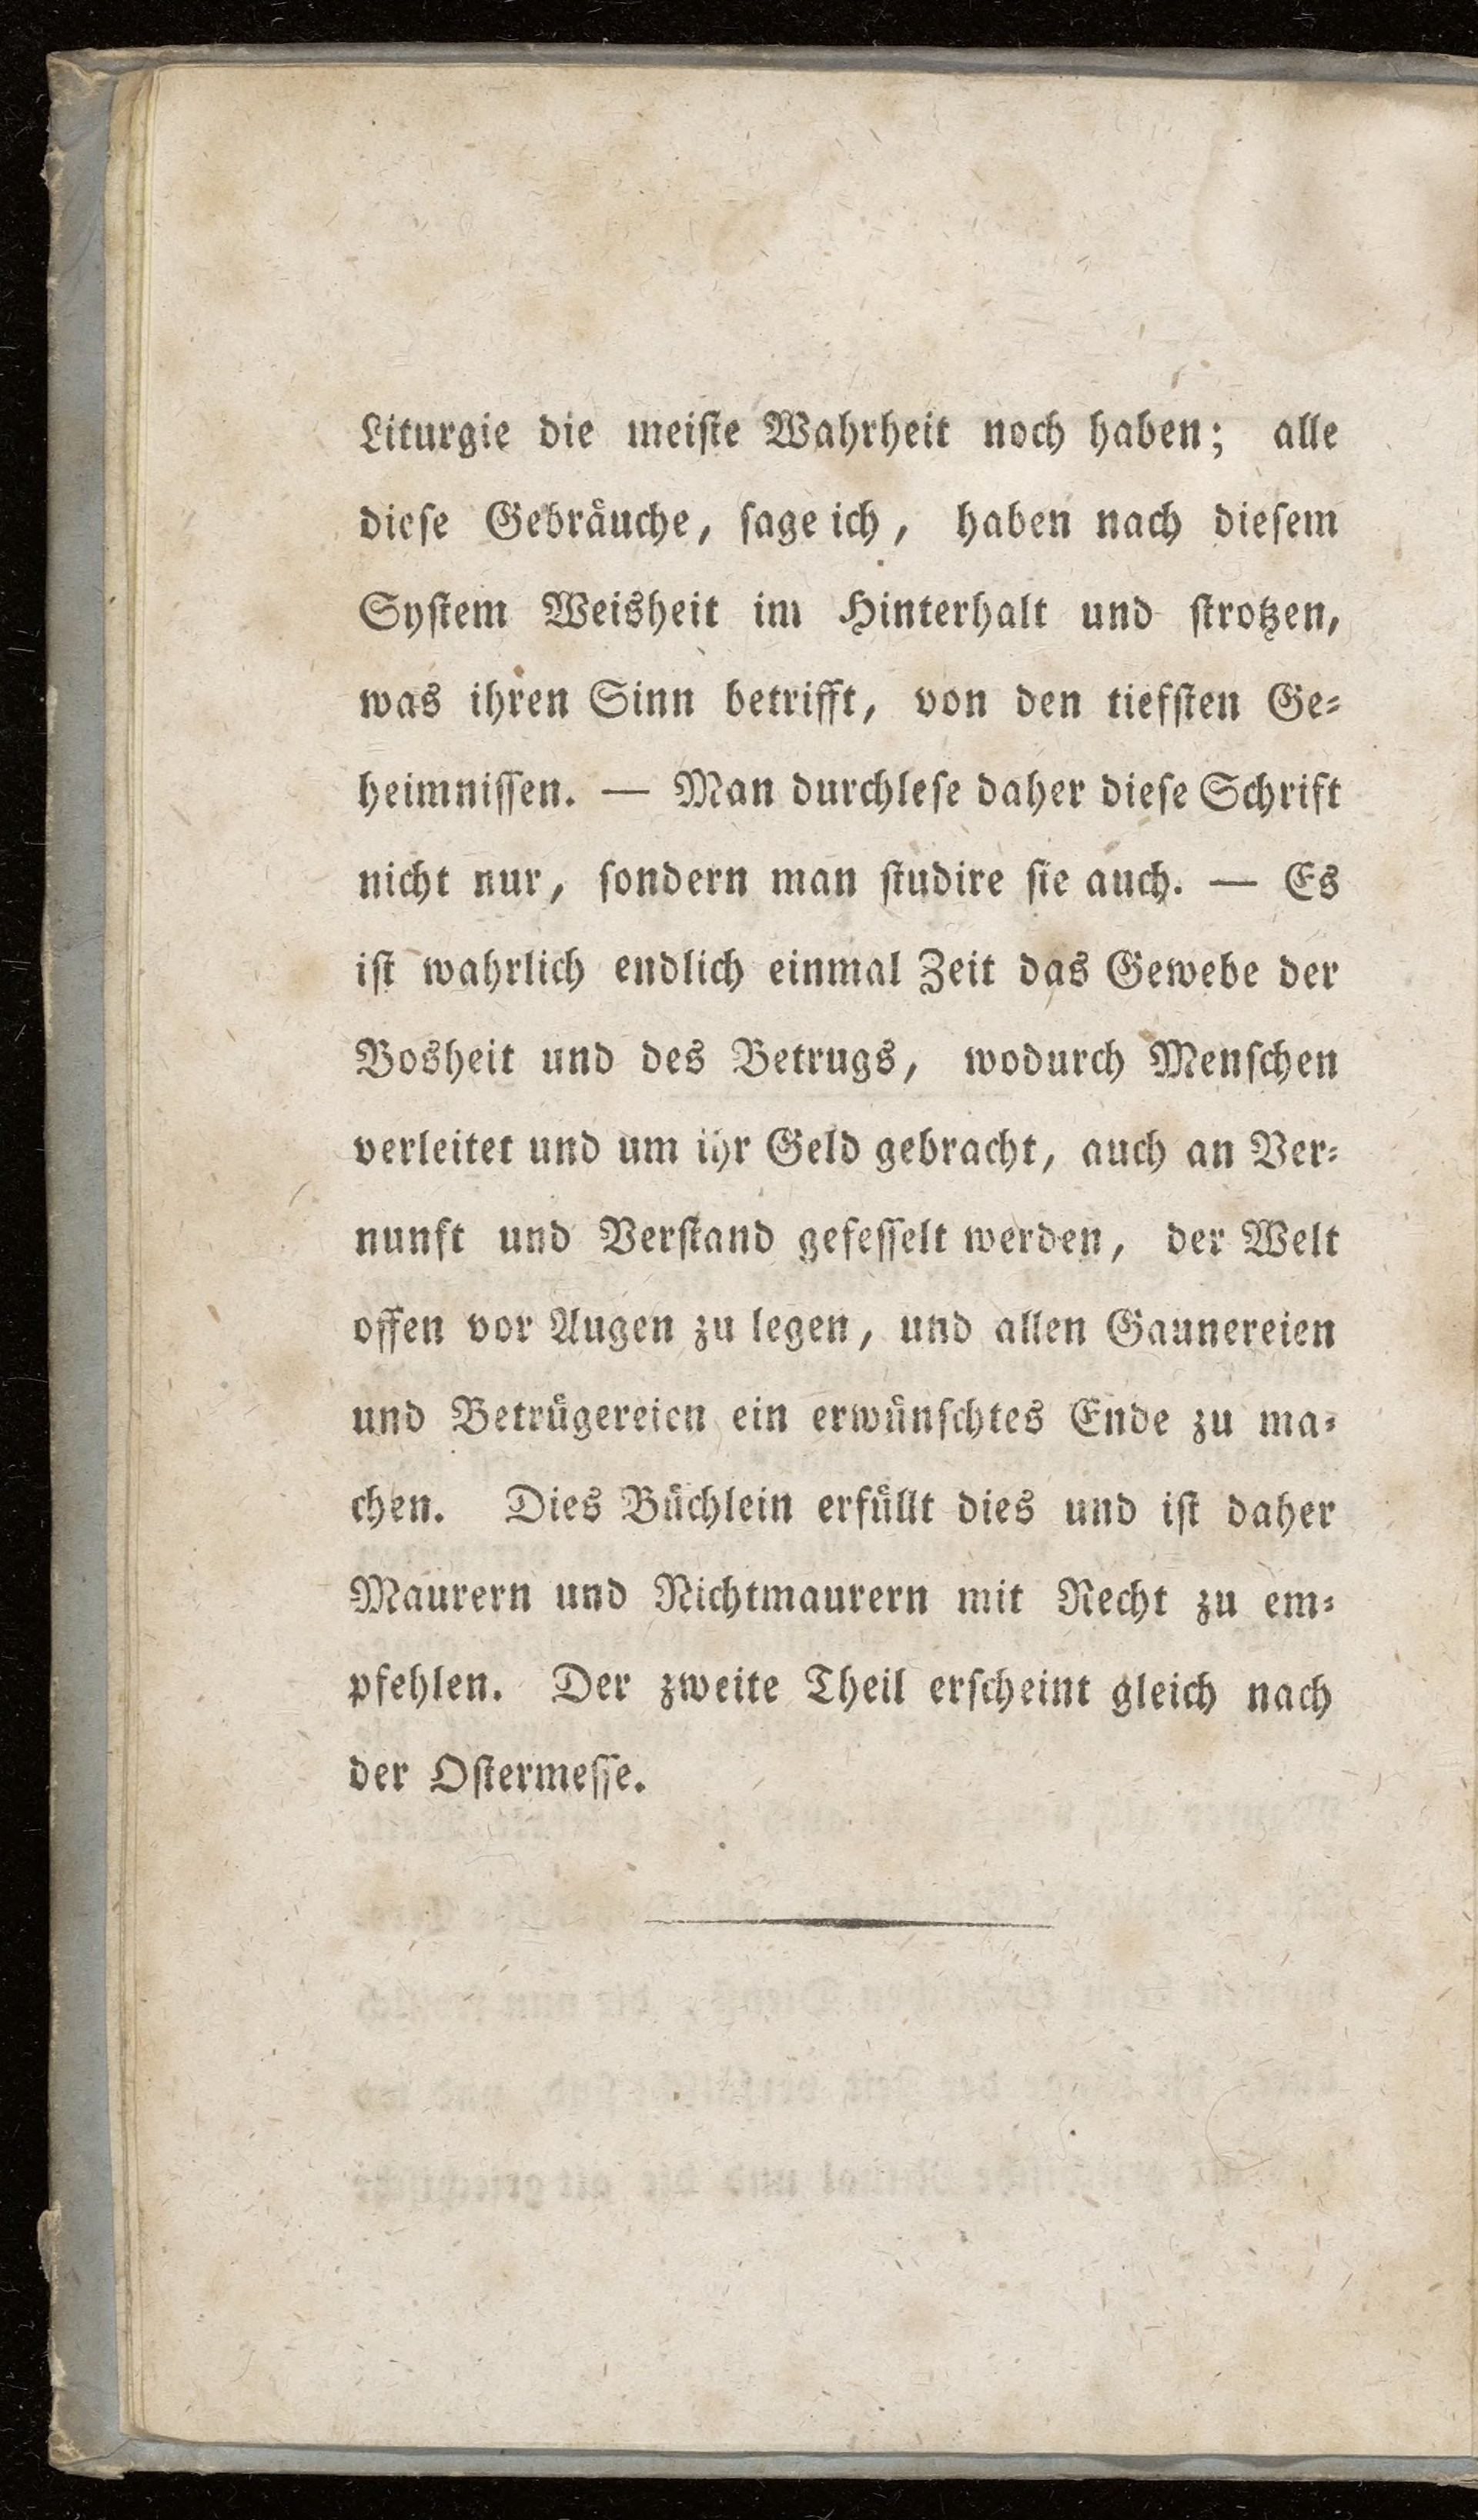 Liturgie die meiſte Wahrheit noch haben; alle
dieſe Gebräuche, ſage ich, haben nach dieſem
Syſtem Weisheit im Hinterhalt und ſtrotzen,
was ihren Sinn betrifft, von den tiefſten Ge⸗
heimniſſen. — Man durchleſe daher dieſe Schrift
nicht nur, ſondern man ſtudire ſie auch. — Es
iſt wahrlich endlich einmal Zeit das Gewebe der
Bosheit und des Betrugs, wodurch Menſchen
verleitet und um ihr Geld gebracht, auch an Ver⸗
nunft und Verſtand gefeſſelt werden, der Welt
offen vor Augen zu legen, und allen Gaunereien
und Betrügereien ein erwünſchtes Ende zu ma⸗
chen. Dies Büchlein erfüllt dies und iſt daher
Maurern und Nichtmaurern mit Recht zu em⸗
pfehlen. Der zweite Theil erſcheint gleich nach
der Oſtermeſſe.